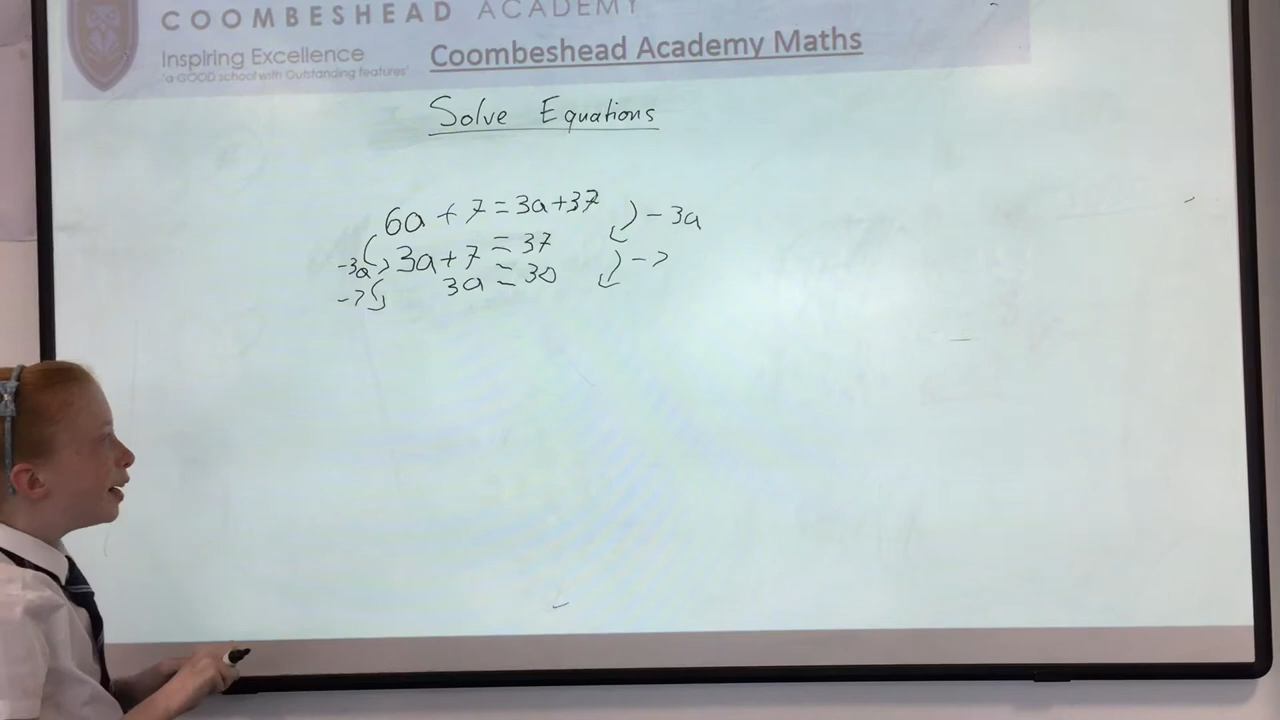 COOMBESHEAD ACADEMY
Inspiring Excellence
'a GOOD school with Outstanding features'
Coombeshead Academy Maths
Solve Equations
6a + 7 = 3a + 37 - 3a
-3a 3a + 7 = 37 - 7
-7 3a = 30